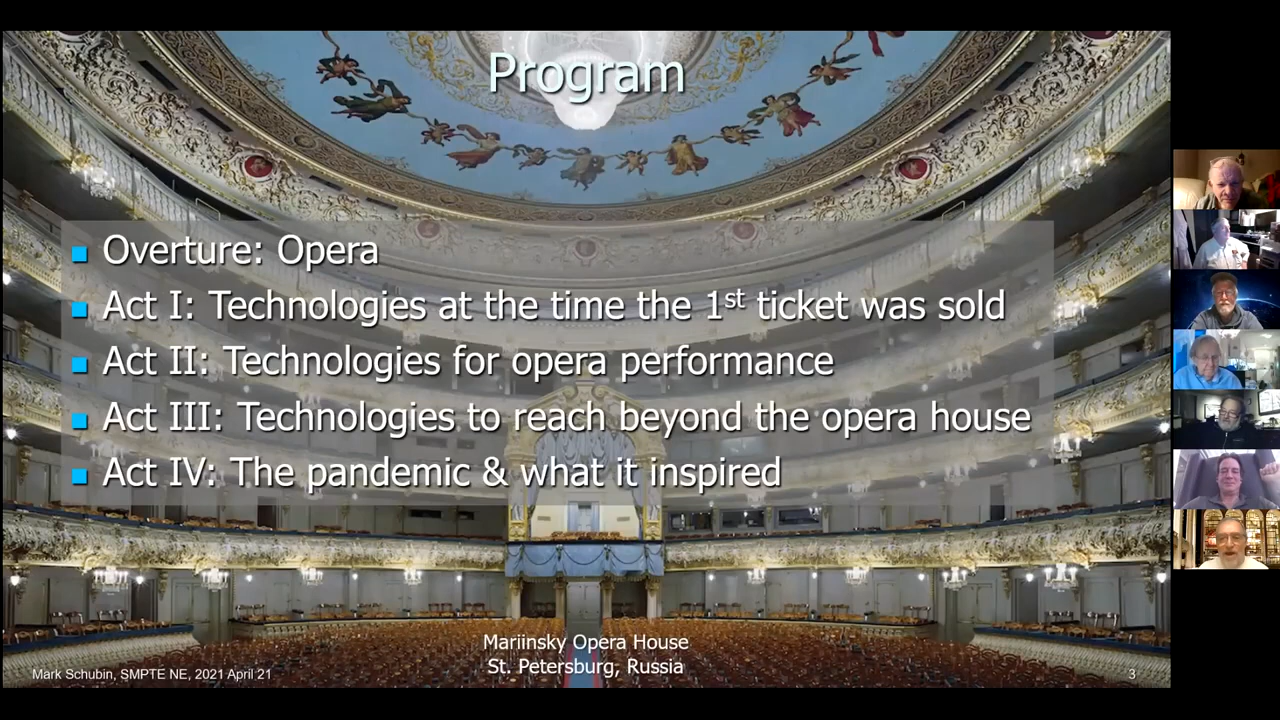 Program
Overture: Opera
Act I: Technologies at the time the 1st ticket was sold
Act II: Technologies for opera performance
Act III: Technologies to reach beyond the opera house
Act IV: The pandemic & what it inspired
Mariinsky Opera House
St. Petersburg, Russia
Mark Schubin, SMPTE NE, 2021 April 21
3